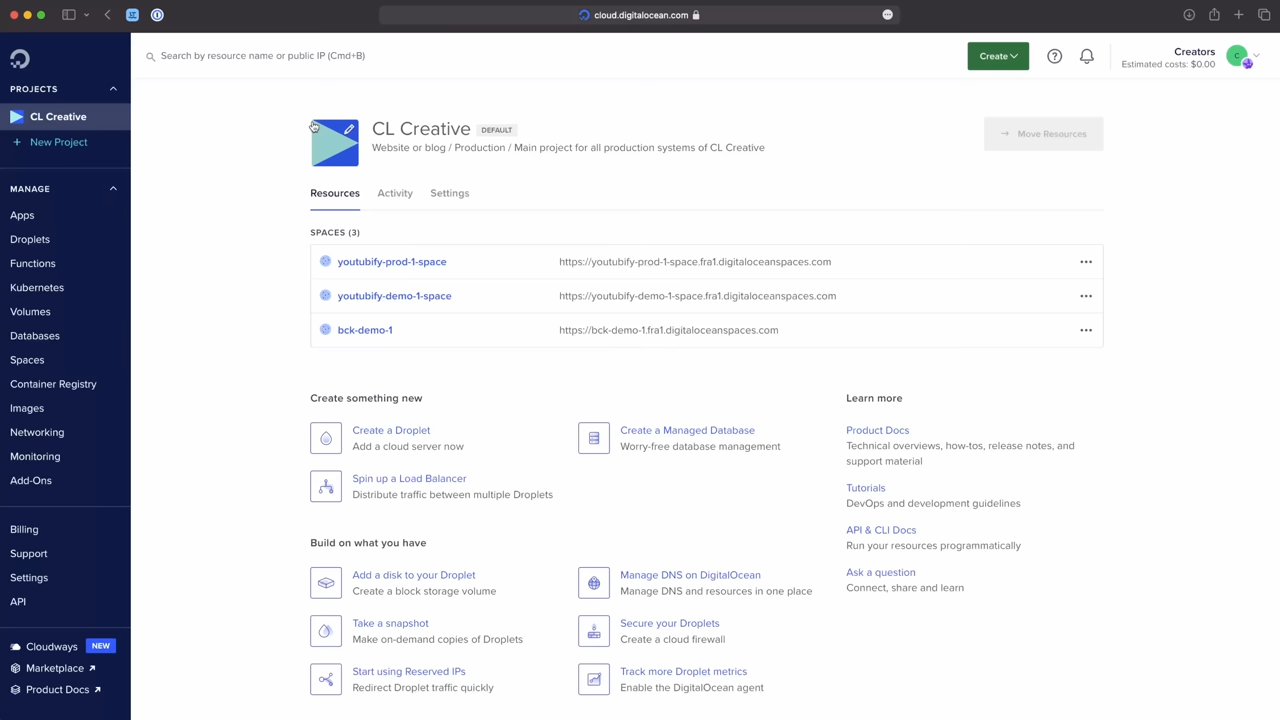 cloud.digitalocean.com
Search by resource name or public IP (Cmd+B)
Create
Creators
Estimated costs: $0.00
C
PROJECTS
CL Creative
+ New Project
MANAGE
Apps
Droplets
Functions
Kubernetes
Volumes
Databases
Spaces
Container Registry
Images
Networking
Monitoring
Add-Ons
Billing
Support
Settings
API
Cloudways NEW
Marketplace
Product Docs
CL Creative DEFAULT
Website or blog / Production / Main project for all production systems of CL Creative
Move Resources
Resources Activity Settings
SPACES (3)
youtubify-prod-1-space https://youtubify-prod-1-space.fra1.digitaloceanspaces.com
youtubify-demo-1-space https://youtubify-demo-1-space.fra1.digitaloceanspaces.com
bck-demo-1 https://bck-demo-1.fra1.digitaloceanspaces.com
Create something new
Create a Droplet
Add a cloud server now
Create a Managed Database
Worry-free database management
Spin up a Load Balancer
Distribute traffic between multiple Droplets
Build on what you have
Add a disk to your Droplet
Create a block storage volume
Manage DNS on DigitalOcean
Manage DNS and resources in one place
Take a snapshot
Make on-demand copies of Droplets
Secure your Droplets
Create a cloud firewall
Start using Reserved IPs
Redirect Droplet traffic quickly
Track more Droplet metrics
Enable the DigitalOcean agent
Learn more
Product Docs
Technical overviews, how-tos, release notes, and
support material
Tutorials
DevOps and development guidelines
API & CLI Docs
Run your resources programmatically
Ask a question
Connect, share and learn